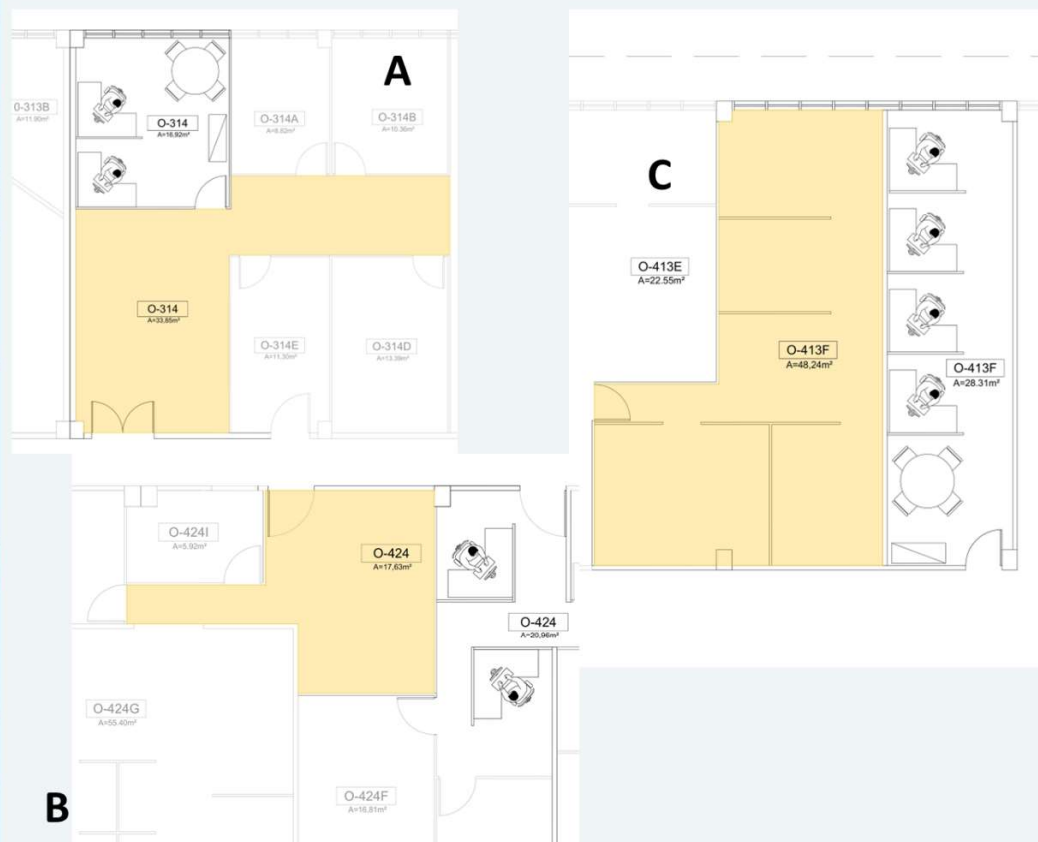 A
0-313B
A=11.90m²
O-314
A=16.92m²
O-314A
O-314B
A=10.36m²
O-314
A=33,85m²
O-314E
A=11.30m²
O-314D
A=13.39m²
C
O-413E
A=22.55m²
O-413F
A=48,24m²
O-413F
A=28.31m²
B
O-424I
A=5.92m²
O-424
A=17,63m²
O-424
A=20,96m²
O-424G
A=55.40m²
O-424F
A=16,81m²